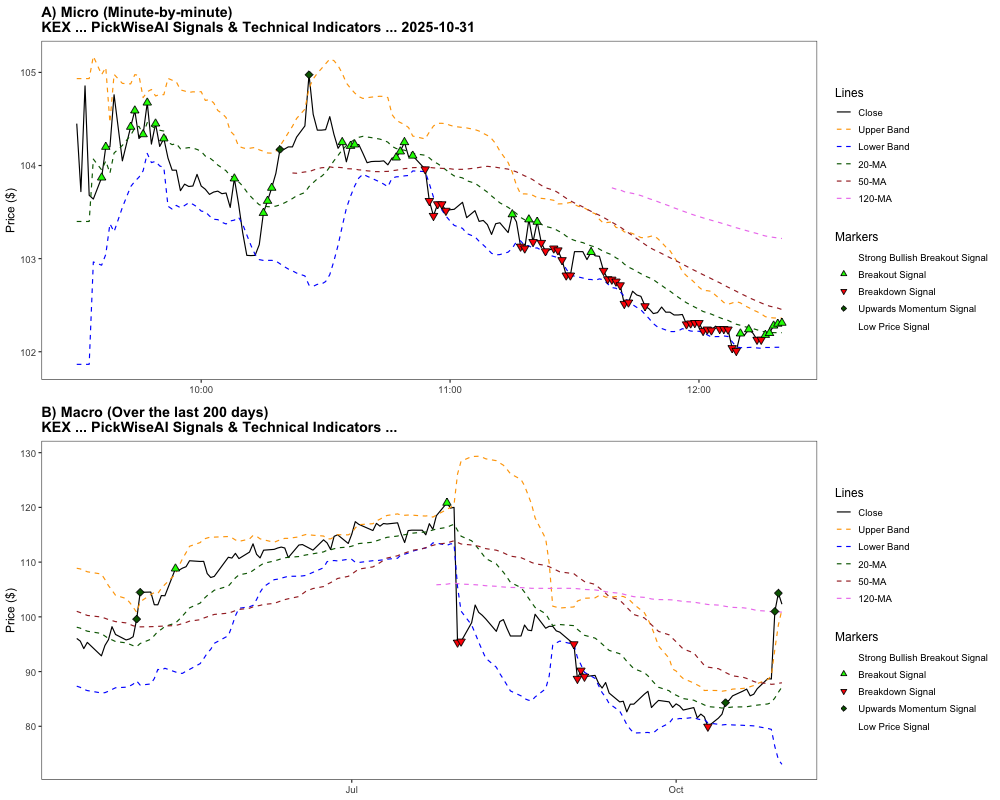 A) Micro (Minute-by-minute)
KEX ... PickWiseAI Signals & Technical Indicators ... 2025-10-31
Price ($)
105
104
103
102
10:00
11:00
12:00
Lines
Close
Upper Band
Lower Band
20-MA
50-MA
120-MA
Markers
Strong Bullish Breakout Signal
Breakout Signal
Breakdown Signal
Upwards Momentum Signal
Low Price Signal
B) Macro (Over the last 200 days)
KEX ... PickWiseAI Signals & Technical Indicators ...
Price ($)
130
120
110
100
90
80
Jul
Oct
Lines
Close
Upper Band
Lower Band
20-MA
50-MA
120-MA
Markers
Strong Bullish Breakout Signal
Breakout Signal
Breakdown Signal
Upwards Momentum Signal
Low Price Signal